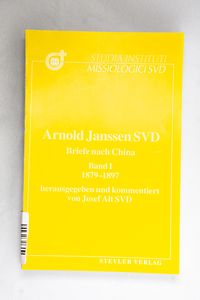 STUDIA INSTITUTI
MISSIOLOGICI SVD
Arnold Janssen SVD
Briefe nach China
Band I
1879–1897
herausgegeben und kommentiert
von Josef Alt SVD
STEYLER VERLAG